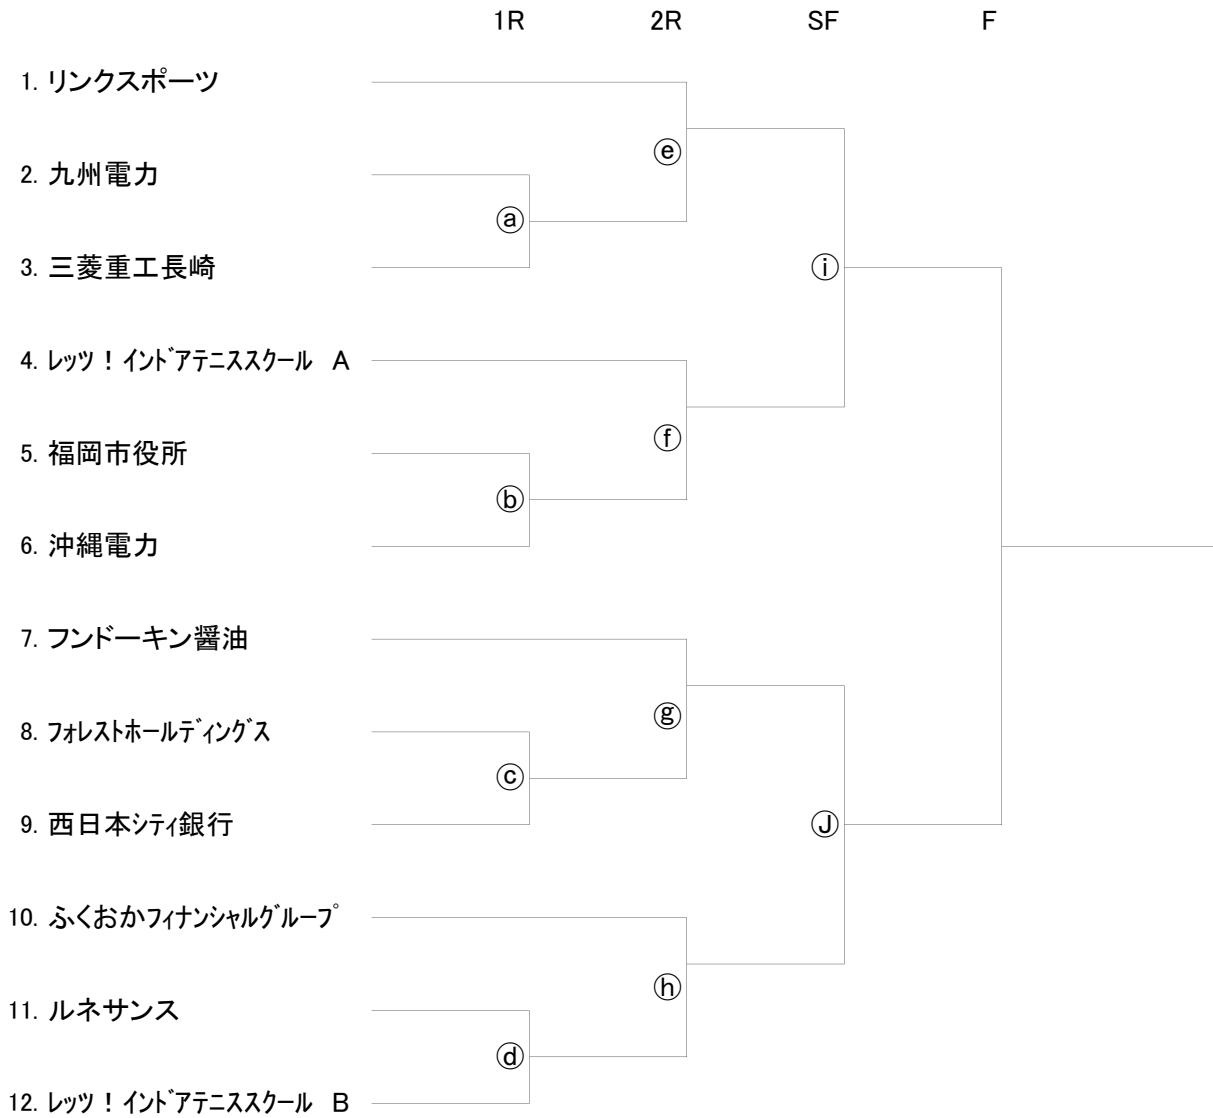 1R 2R SF F
1. リンクスポーツ
ⓔ
2. 九州電力
ⓐ
3. 三菱重工長崎
ⓘ
4. ﾚｯﾂ！ｲﾝﾄﾞｱﾃﾆｽｽｸｰﾙ A
ⓕ
5. 福岡市役所
ⓑ
6. 沖縄電力
7. フンドーキン醤油
ⓖ
8. ﾌｫﾚｽﾄﾎｰﾙﾃﾞｨﾝｸﾞｽ
ⓒ
9. 西日本ｼﾃｨ銀行
Ⓙ
10. ふくおかﾌｨﾅﾝｼｬﾙｸﾞﾙｰﾌﾟ
ⓗ
11. ルネサンス
ⓓ
12. ﾚｯﾂ！ｲﾝﾄﾞｱﾃﾆｽｽｸｰﾙ B